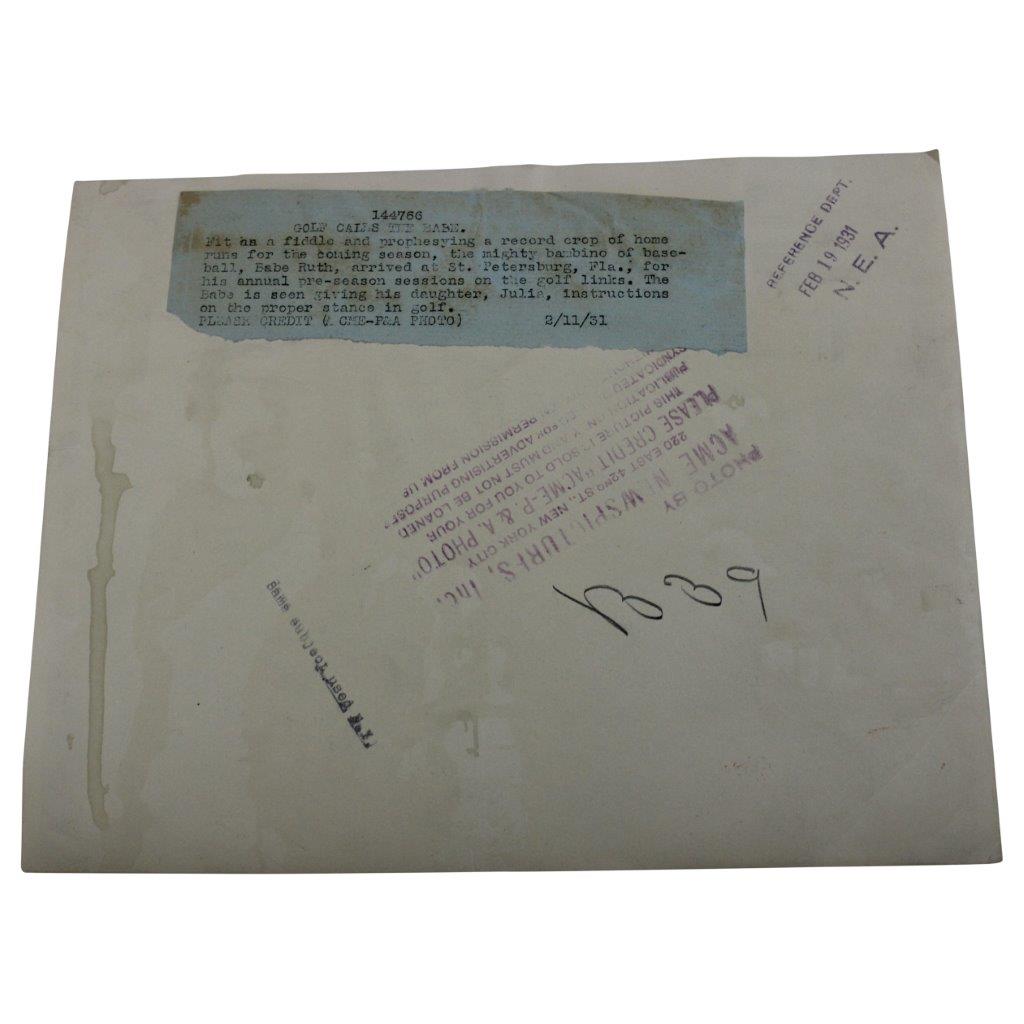 144766
GOLF CALLS THE BABE.
Fit as a fiddle and prophesying a record crop of home
runs for the coming season, the mighty bambino of base-
ball, Babe Ruth, arrived at St. Petersburg, Fla., for
his annual pre-season sessions on the golf links. The
Babe is seen giving his daughter, Julia, instructions
on the proper stance in golf.
PLEASE CREDIT (ACME-P&A PHOTO) 2/11/31
REFERENCE DEPT.
FEB 19 1931
N. E. A.
PHOTO BY
ACME NEWSPICTURES, Inc.
220 EAST 42ND ST., NEW YORK CITY
PLEASE CREDIT "ACME-P & A. PHOTO"
THIS PICTURE IS SOLD TO YOU FOR YOUR
PUBLICATION AND MUST NOT BE LOANED
SYNDICATED FOR ADVERTISING PURPOSES
PERMISSION FROM US
Same subject used N.Y.